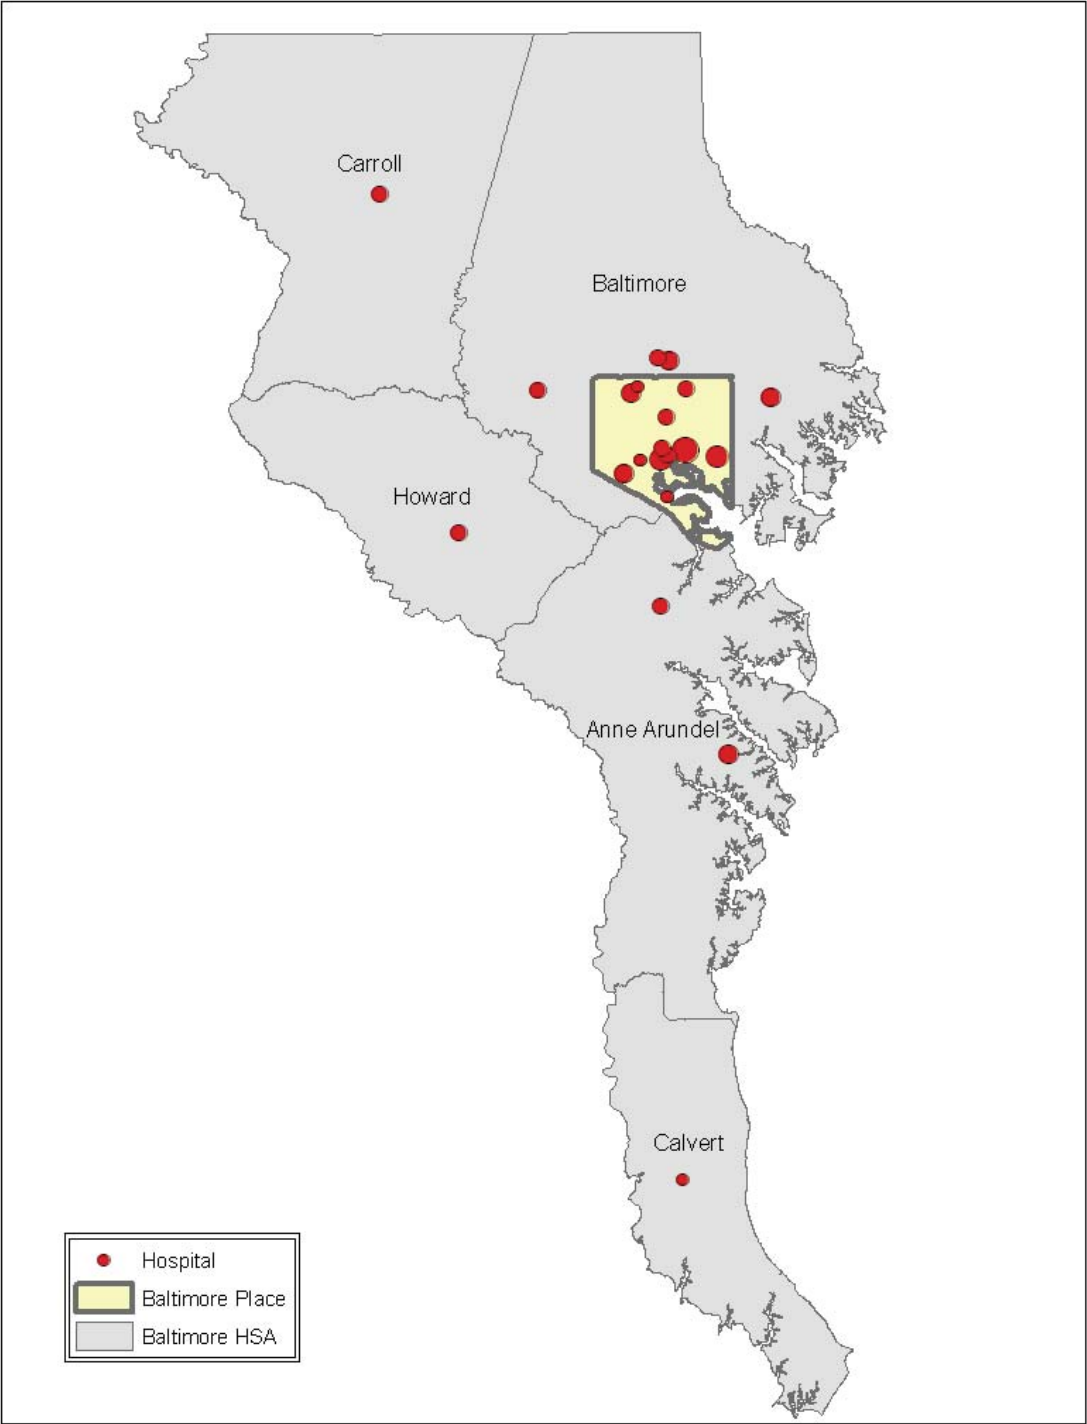 Carroll
Baltimore
Howard
Anne Arundel
Calvert
Hospital
Baltimore Place
Baltimore HSA